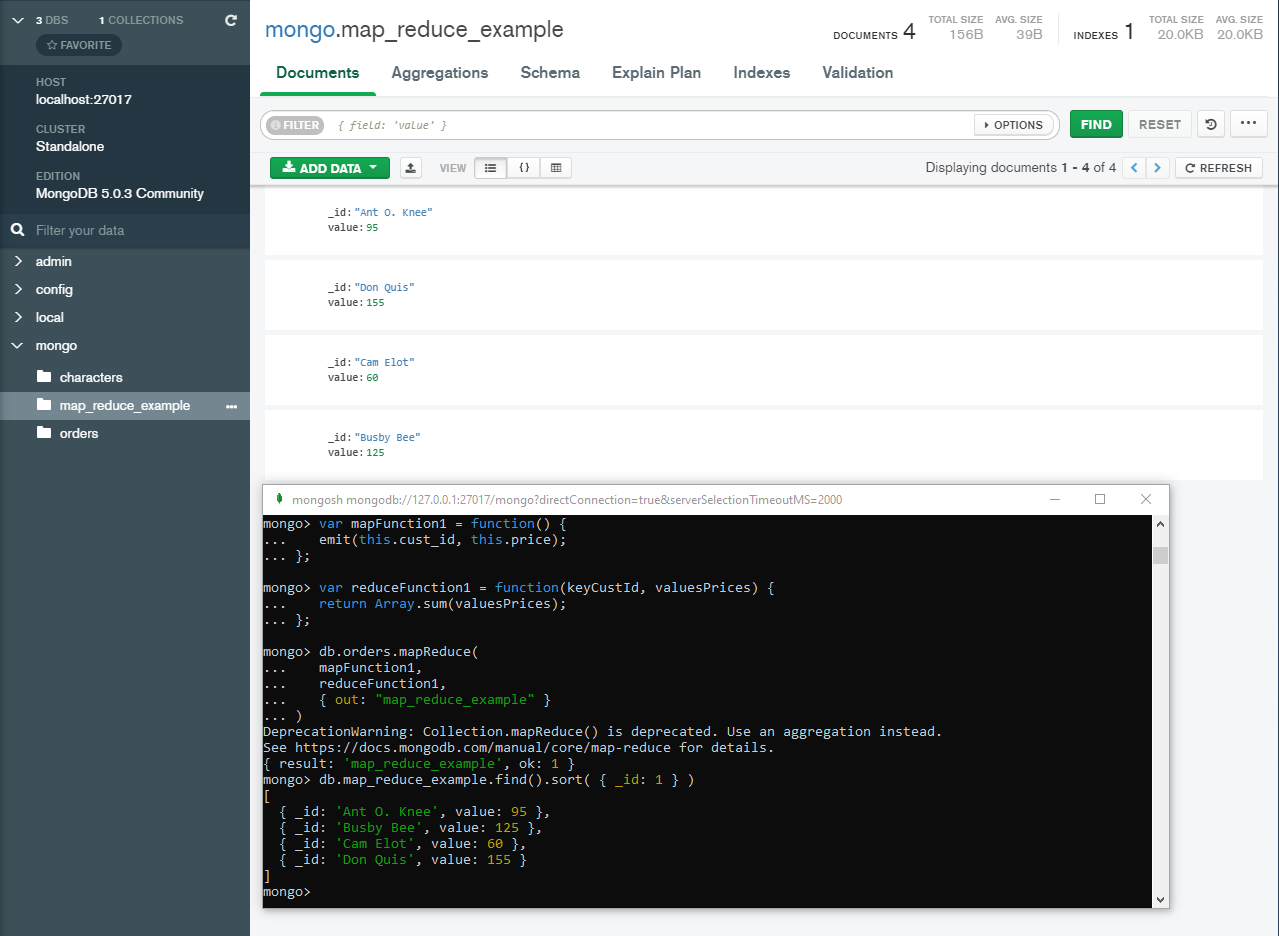 3 DBS 1 COLLECTIONS
FAVORITE
HOST
localhost:27017
CLUSTER
Standalone
EDITION
MongoDB 5.0.3 Community
Filter your data
admin
config
local
mongo
characters
map_reduce_example
orders
mongo.map_reduce_example
DOCUMENTS 4
TOTAL SIZE AVG. SIZE
156B 39B
INDEXES 1
TOTAL SIZE AVG. SIZE
20.0KB 20.0KB
Documents Aggregations Schema Explain Plan Indexes Validation
FILTER { field: 'value' } OPTIONS FIND RESET ...
ADD DATA VIEW {} Displaying documents 1 - 4 of 4 < > REFRESH
_id: "Ant O. Knee"
value: 95
_id: "Don Quis"
value: 155
_id: "Cam Elot"
value: 60
_id: "Busby Bee"
value: 125
mongosh mongodb://127.0.0.1:27017/mongo?directConnection=true&serverSelectionTimeoutMS=2000
mongo> var mapFunction1 = function() {
... emit(this.cust_id, this.price);
... };
mongo> var reduceFunction1 = function(keyCustId, valuesPrices) {
... return Array.sum(valuesPrices);
... };
mongo> db.orders.mapReduce(
... mapFunction1,
... reduceFunction1,
... { out: "map_reduce_example" }
... )
DeprecationWarning: Collection.mapReduce() is deprecated. Use an aggregation instead.
See https://docs.mongodb.com/manual/core/map-reduce for details.
{ result: 'map_reduce_example', ok: 1 }
mongo> db.map_reduce_example.find().sort( { _id: 1 } )
[
{ _id: 'Ant O. Knee', value: 95 },
{ _id: 'Busby Bee', value: 125 },
{ _id: 'Cam Elot', value: 60 },
{ _id: 'Don Quis', value: 155 }
]
mongo>